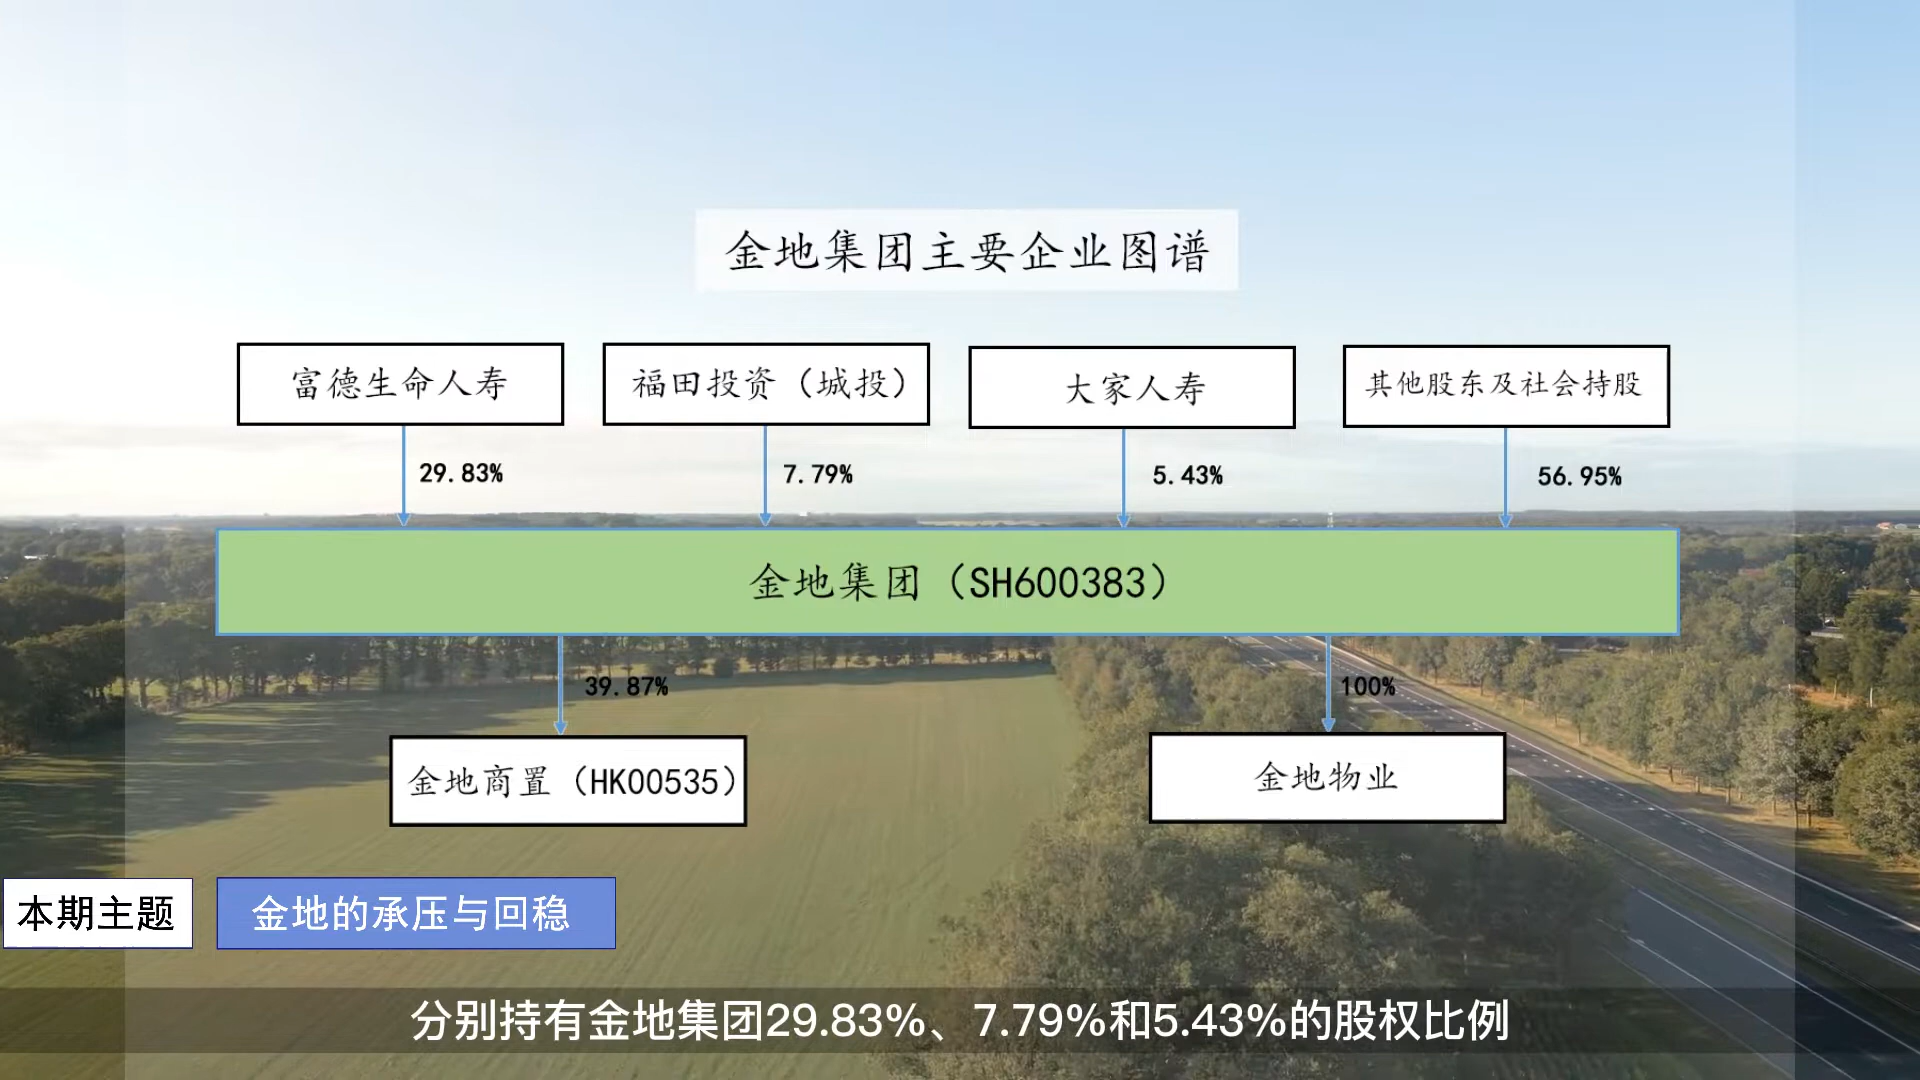 金地集团主要企业图谱
富德生命人寿
福田投资（城投）
大家人寿
其他股东及社会持股
29.83%
7.79%
5.43%
56.95%
金地集团（SH600383）
39.87%
100%
金地商置（HK00535）
金地物业
本期主题
金地的承压与回稳
分别持有金地集团29.83%、7.79%和5.43%的股权比例